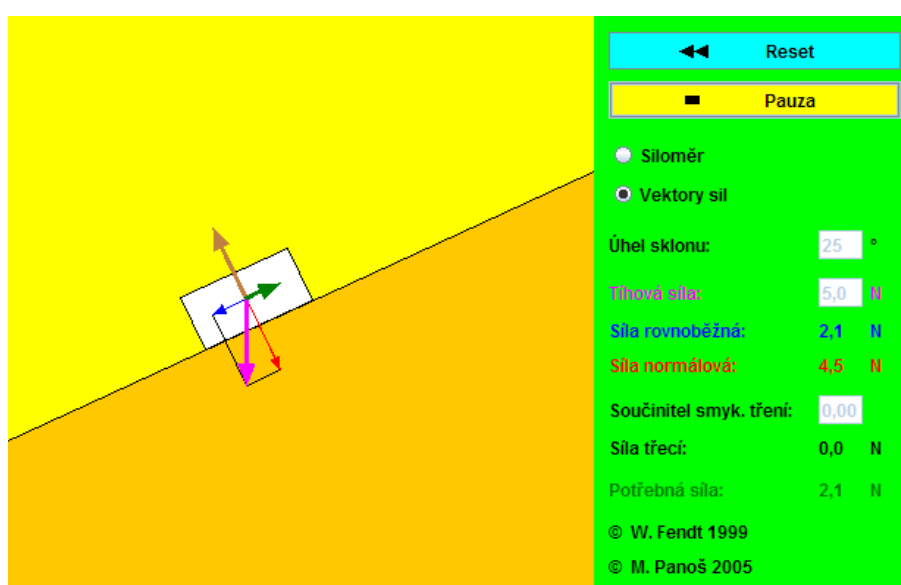 Reset
Pauza
Siloměr
Vektory sil
Úhel sklonu: 25 °
Tíhová síla: 5,0 N
Síla rovnoběžná: 2,1 N
Síla normálová: 4,5 N
Součinitel smyk. tření: 0,00
Síla třecí: 0,0 N
Potřebná síla: 2,1 N
© W. Fendt 1999
© M. Panoš 2005